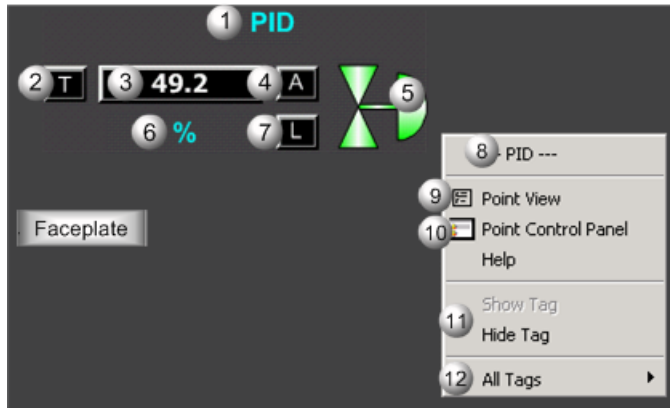 1 PID
2 T 3 49.2 4 A 5
6 % 7 L
8 - PID ---
9 Point View
10 Point Control Panel
Help
Faceplate
Show Tag
11
Hide Tag
12 All Tags